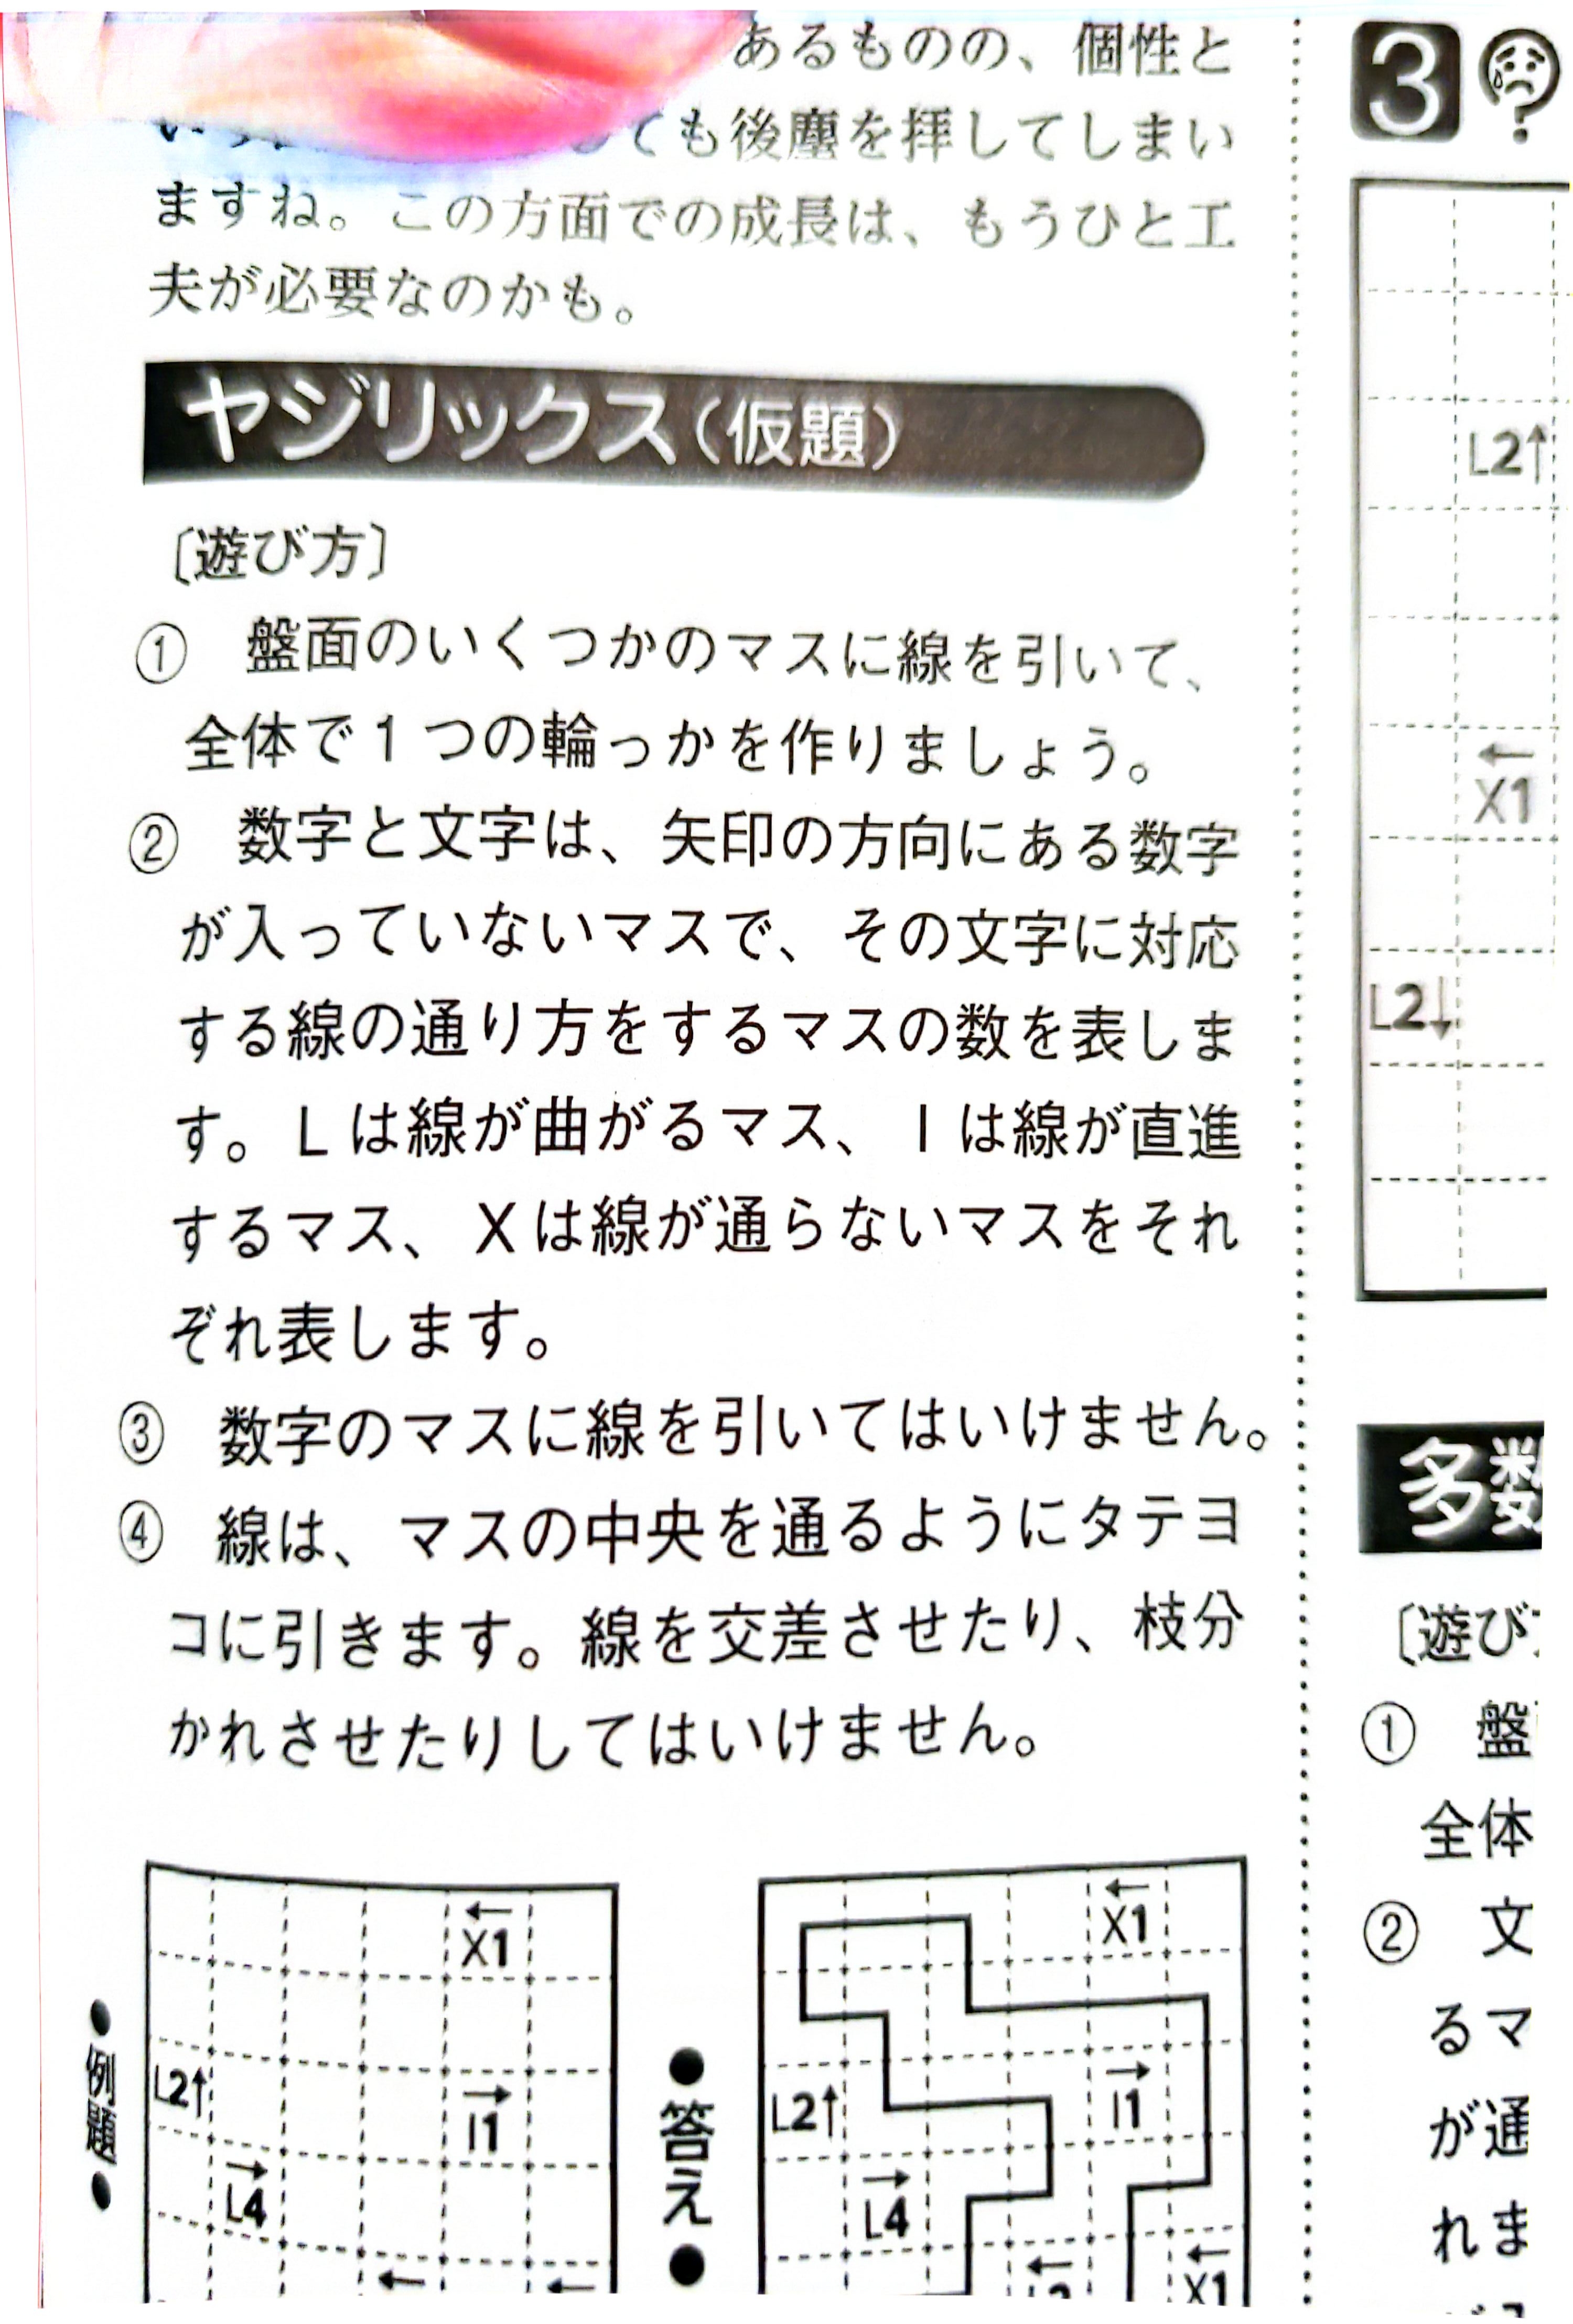 あるものの、個性と
ても後塵を拝してしまい
ますね。この方面での成長は、もうひと工
夫が必要なのかも。
ヤジリックス（仮題）
〔遊び方〕
① 盤面のいくつかのマスに線を引いて、
全体で１つの輪っかを作りましょう。
② 数字と文字は、矢印の方向にある数字
が入っていないマスで、その文字に対応
する線の通り方をするマスの数を表しま
す。Ｌは線が曲がるマス、Ｉは線が直進
するマス、Ｘは線が通らないマスをそれ
ぞれ表します。
③ 数字のマスに線を引いてはいけません。
④ 線は、マスの中央を通るようにタテヨ
コに引きます。線を交差させたり、枝分
かれさせたりしてはいけません。
●例題●
←
X1
L2↑
→
I1
→
L4
←
←
●答え●
←
X1
L2↑
→
I1
→
L4
←
←
X1
3
?
L2↑
←
X1
L2↓
多数
〔遊び
① 盤
全体
② 文
るマ
が通
れま